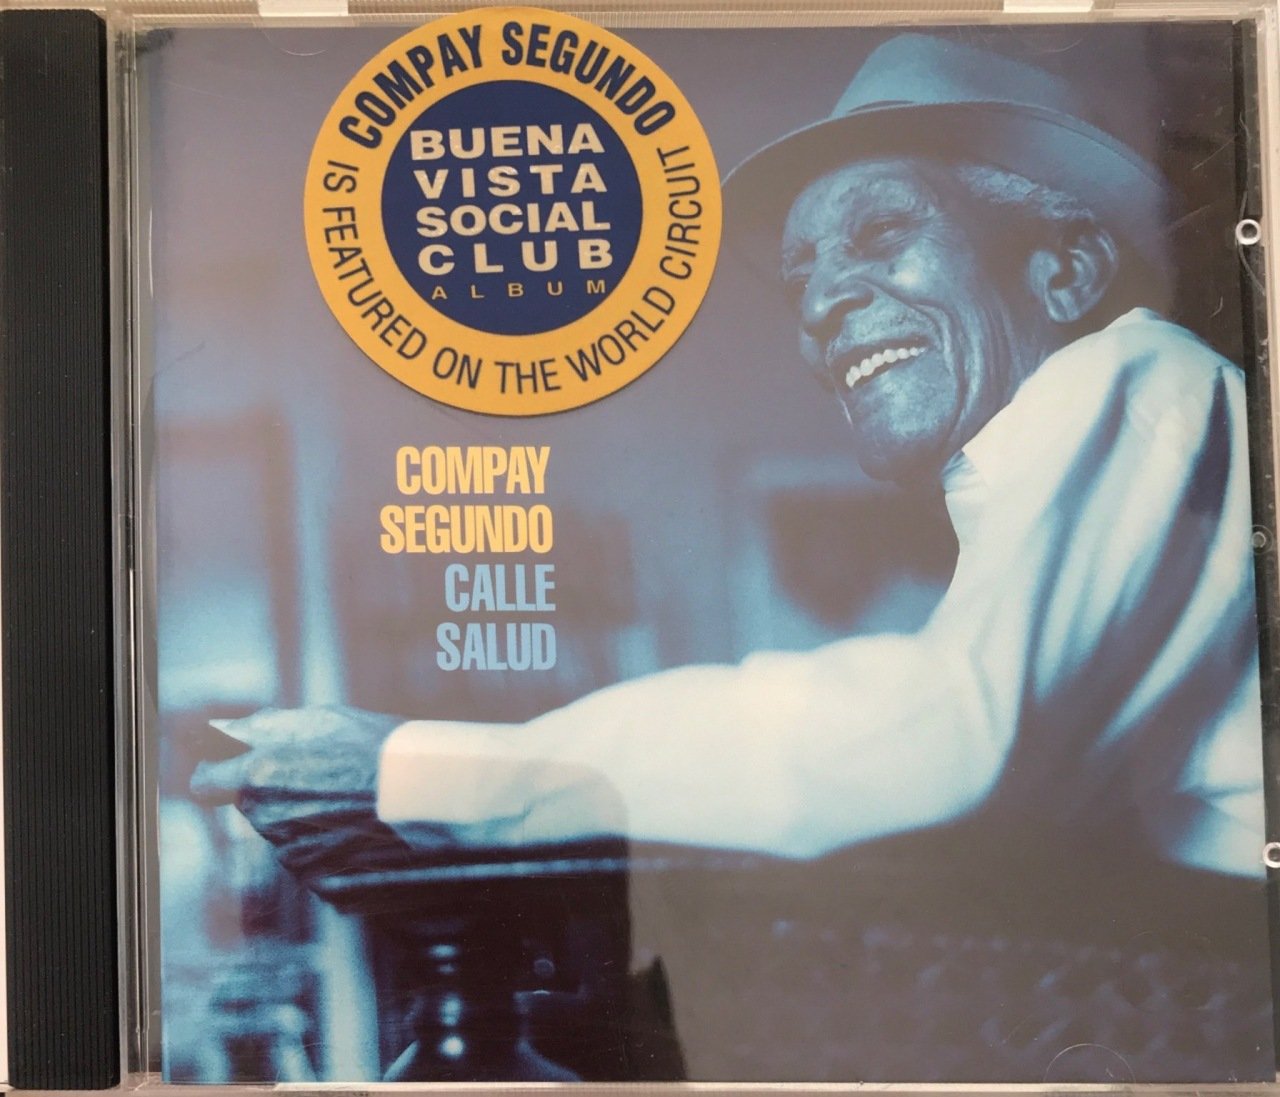 COMPAY SEGUNDO
IS FEATURED ON THE WORLD CIRCUIT
BUENA
VISTA
SOCIAL
CLUB
ALBUM
COMPAY
SEGUNDO
CALLE
SALUD